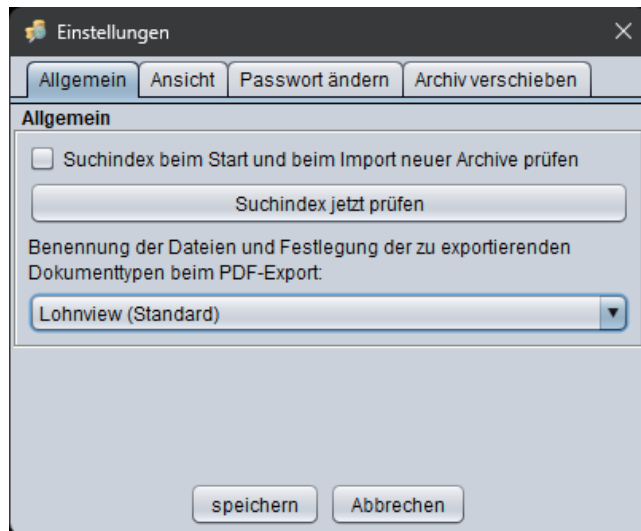 Einstellungen
Allgemein Ansicht Passwort ändern Archiv verschieben
Allgemein
Suchindex beim Start und beim Import neuer Archive prüfen
Suchindex jetzt prüfen
Benennung der Dateien und Festlegung der zu exportierenden
Dokumenttypen beim PDF-Export:
Lohnview (Standard)
speichern Abbrechen